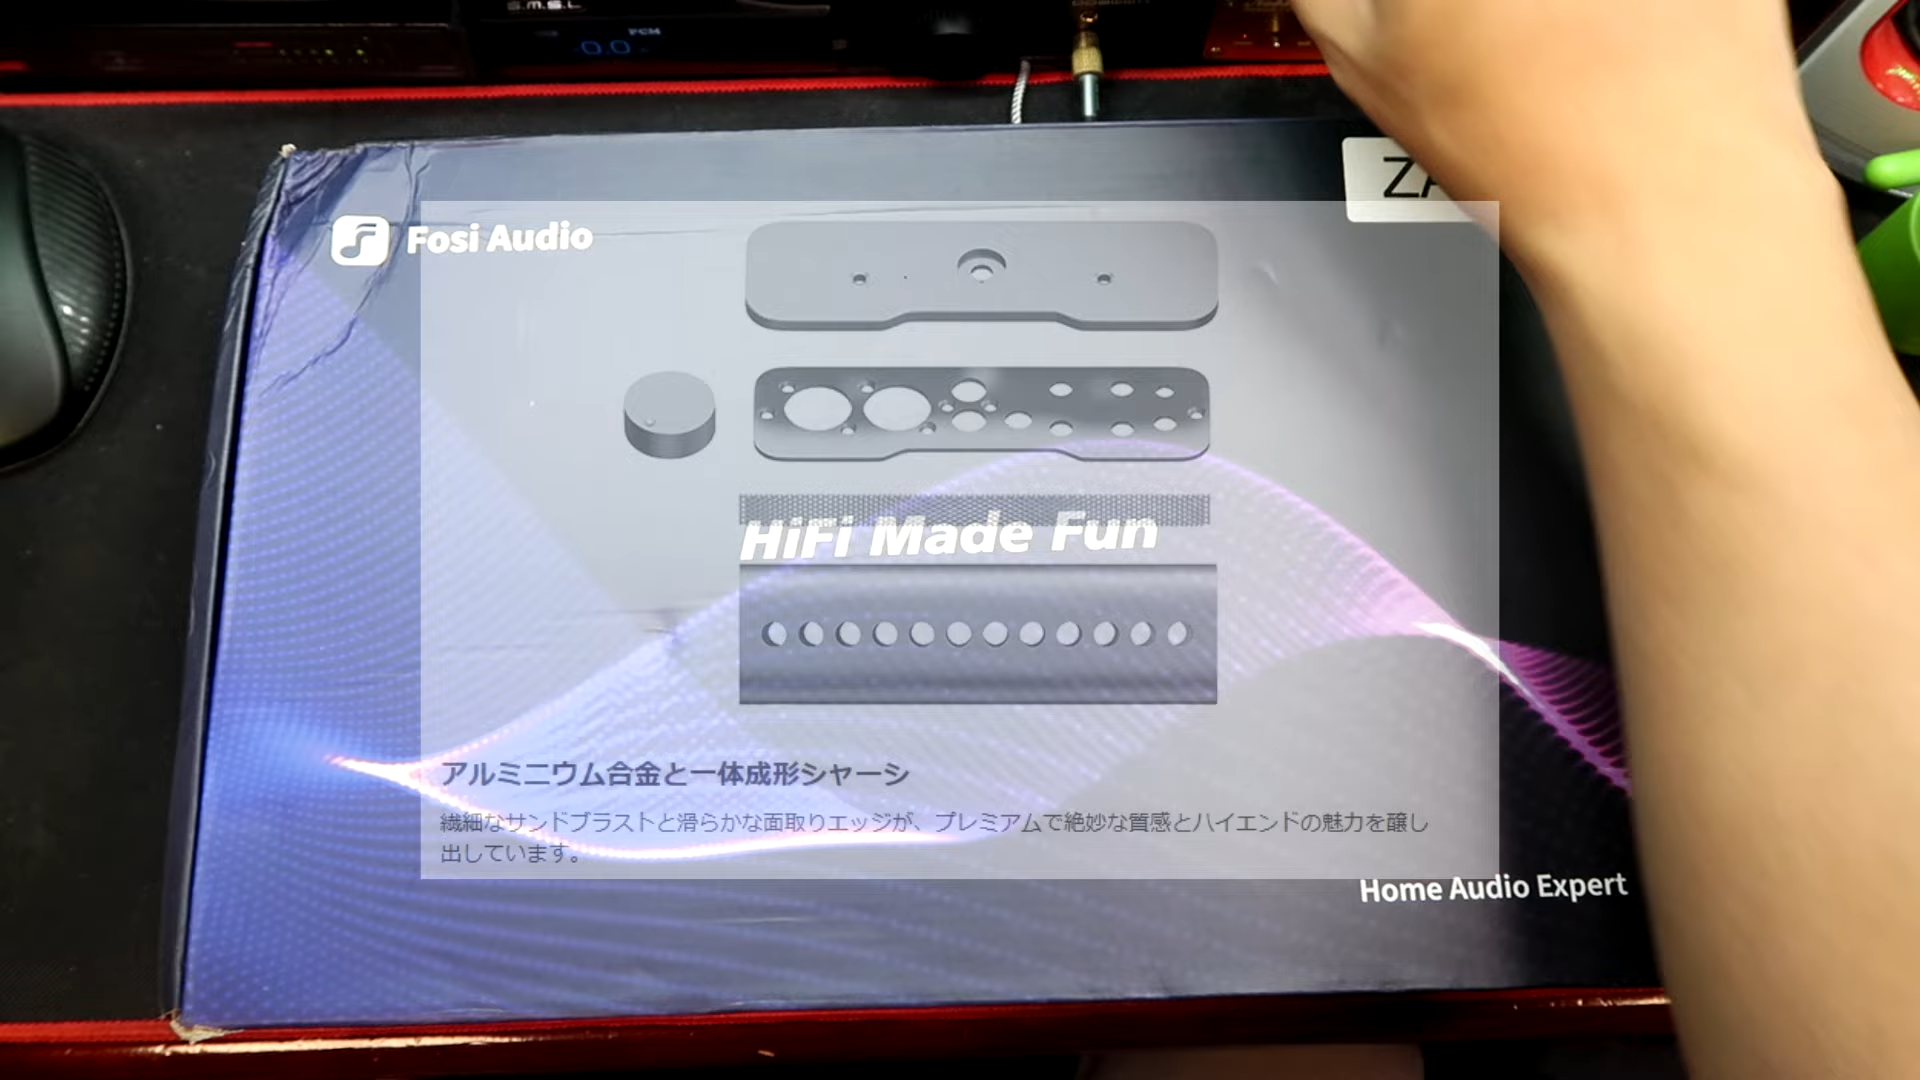 S.M.S.L
PCM
-0.0
ZA
Fosi Audio
HiFi Made Fun
アルミニウム合金と一体成形シャーシ
繊細なサンドブラストと滑らかな面取りエッジが、プレミアムで絶妙な質感とハイエンドの魅力を醸し
出しています。
Home Audio Expert